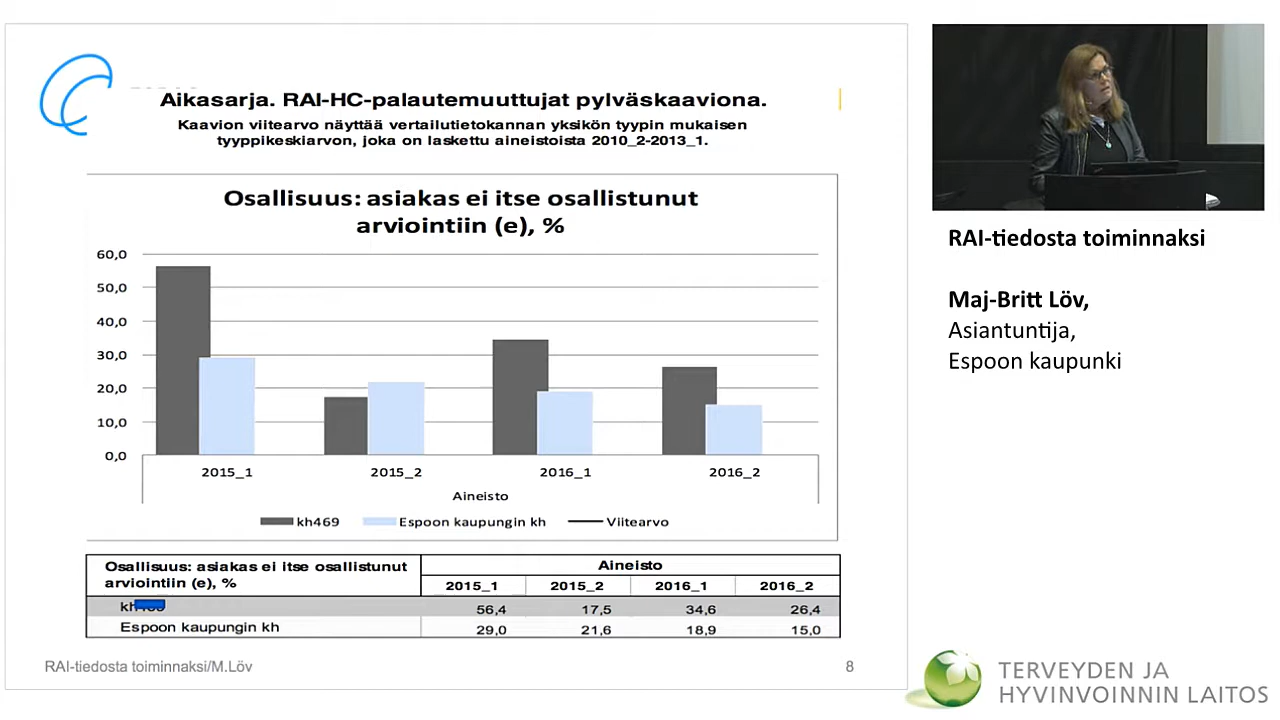 Aikasarja. RAI-HC-palautemuuttujat pylväskaaviona.
Kaavion viitearvo näyttää vertailutietokannan yksikön tyypin mukaisen
tyyppikeskiarvon, joka on laskettu aineistoista 2010_2-2013_1.
Osallisuus: asiakas ei itse osallistunut
arviointiin (e), %
60,0
50,0
40,0
30,0
20,0
10,0
0,0
2015_1 2015_2 2016_1 2016_2
Aineisto
kh469 Espoon kaupungin kh Viitearvo
Osallisuus: asiakas ei itse osallistunut
arviointiin (e), %
Aineisto
2015_1 2015_2 2016_1 2016_2
56,4 17,5 34,6 26,4
Espoon kaupungin kh 29,0 21,6 18,9 15,0
RAI-tiedosta toiminnaksi/M.Löv 8
RAI-tiedosta toiminnaksi
Maj-Britt Löv,
Asiantuntija,
Espoon kaupunki
TERVEYDEN JA
HYVINVOINNIN LAITOS